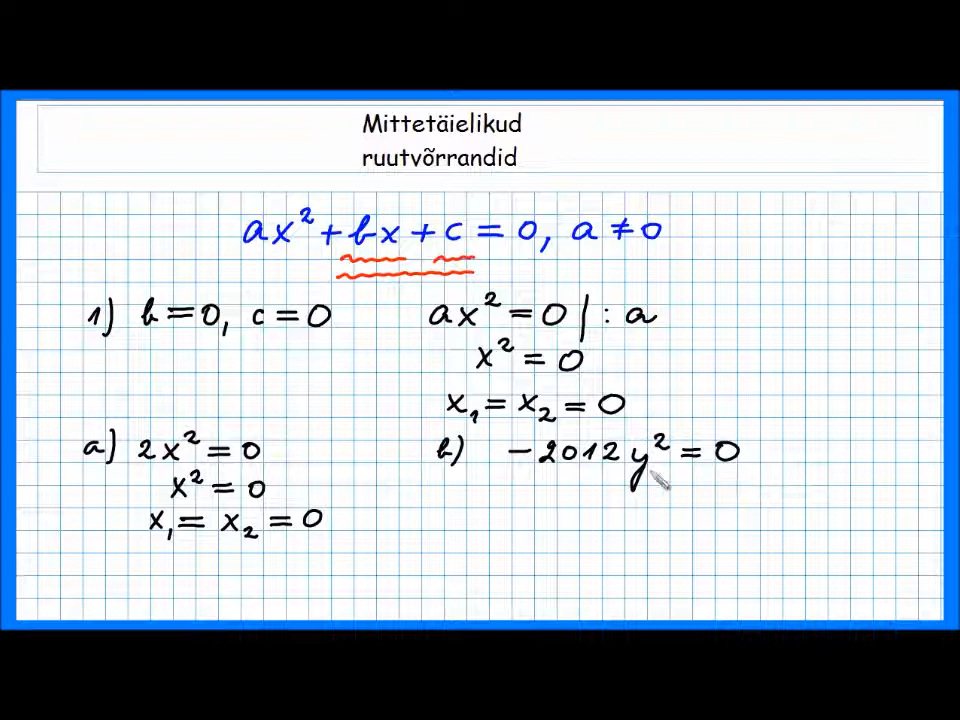 Mittetäielikud
ruutvõrrandid
ax² + bx + c = 0, a ≠ 0
1) b = 0, c = 0
ax² = 0 | : a
x² = 0
x₁ = x₂ = 0
a) 2x² = 0
x² = 0
x₁ = x₂ = 0
b) -2012y² = 0